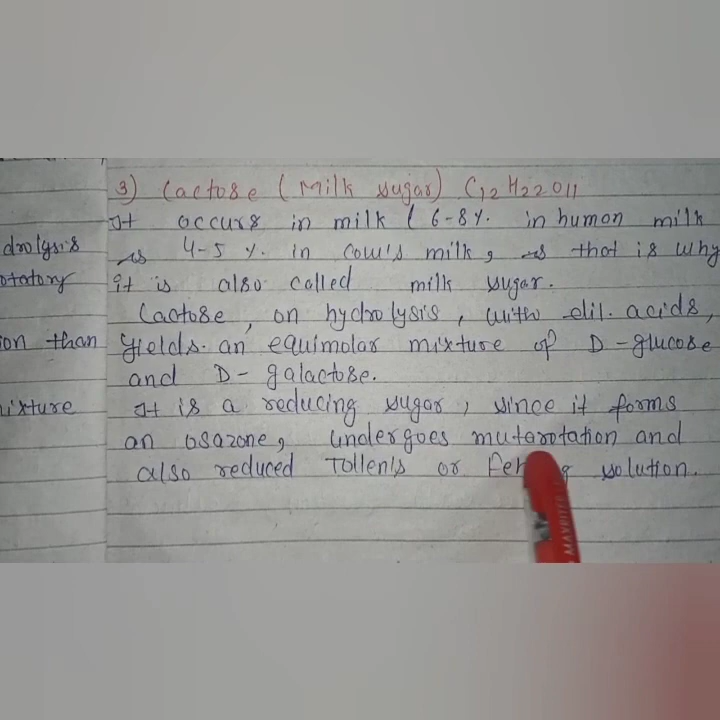 3) Lactose (Milk sugar) C12H22O11
It occurs in milk ( 6-8%. in human milk
drolysis is 4-5 %. in cow's milk, is that is why
otatory it is also called milk sugar.
Lactose, on hydrolysis, with dil. acids,
ion than yields. an equimolar mixture of D-glucose
and D-galactose.
mixture It is a reducing sugar, since it forms
an osazone, undergoes mutarotation and
also reduced Tollen's or solution.